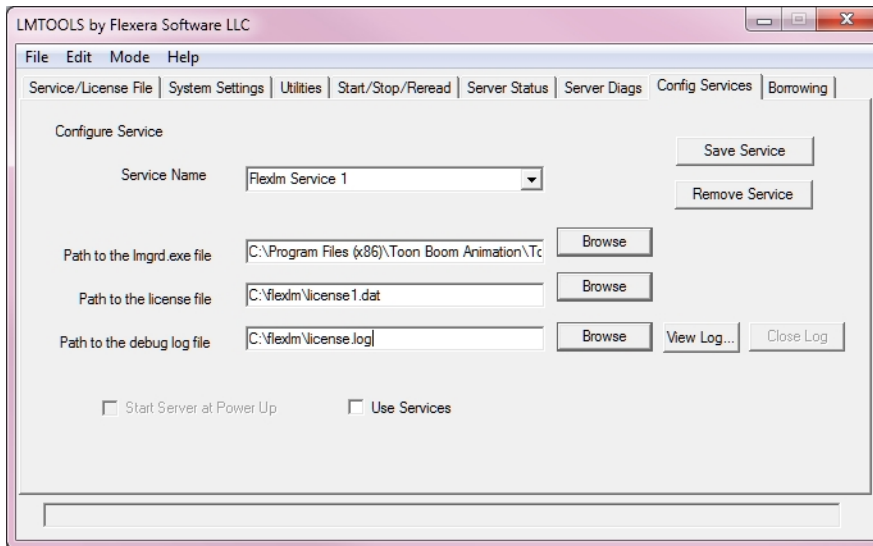 LMTOOLS by Flexera Software LLC
File Edit Mode Help
Service/License File System Settings Utilities Start/Stop/Reread Server Status Server Diags Config Services Borrowing
Configure Service
Save Service
Service Name Flexlm Service 1
Remove Service
Path to the lmgrd.exe file C:\Program Files (x86)\Toon Boom Animation\Tc Browse
Path to the license file C:\flexlm\license1.dat Browse
Path to the debug log file C:\flexlm\license.log Browse View Log... Close Log
Start Server at Power Up Use Services